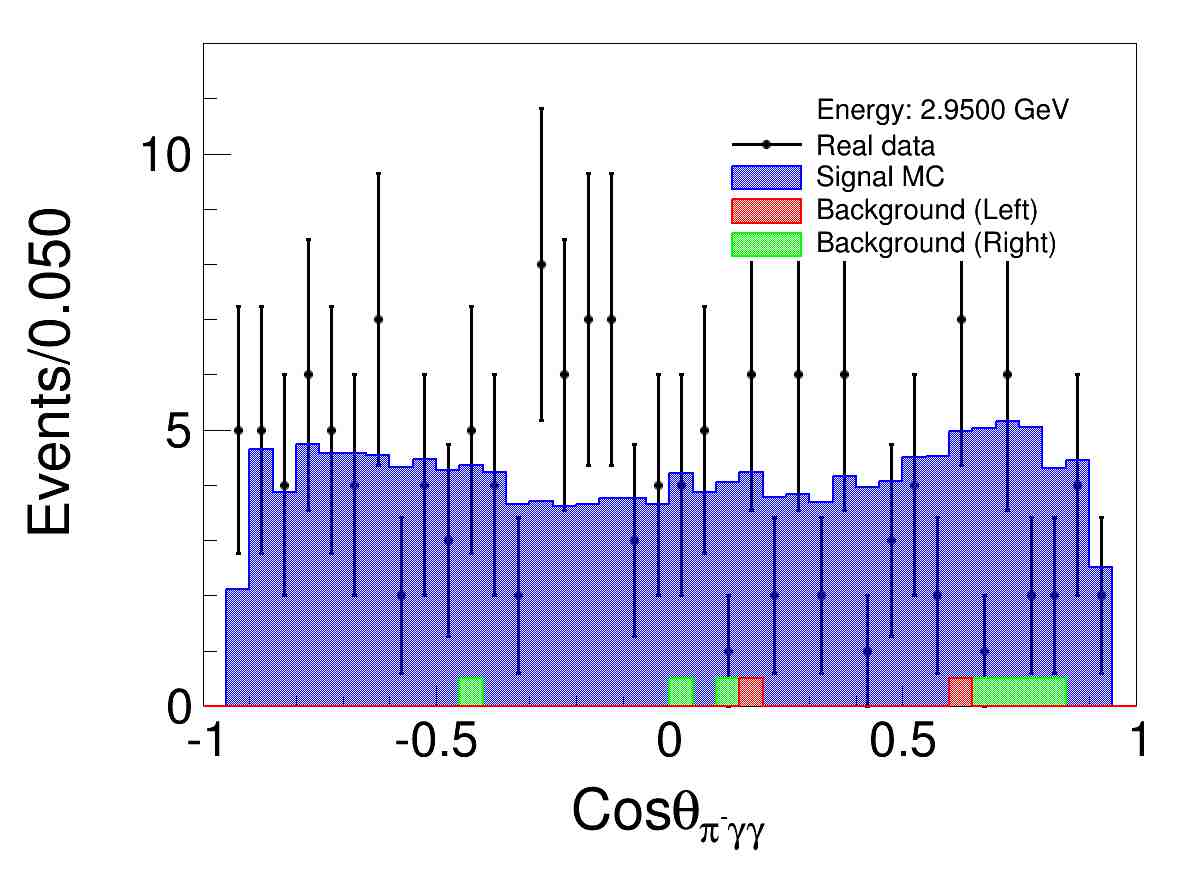 Energy: 2.9500 GeV
Real data
Signal MC
Background (Left)
Background (Right)
Events/0.050
10
5
0
-1 -0.5 0 0.5 1
Cosθπ⁻γγ